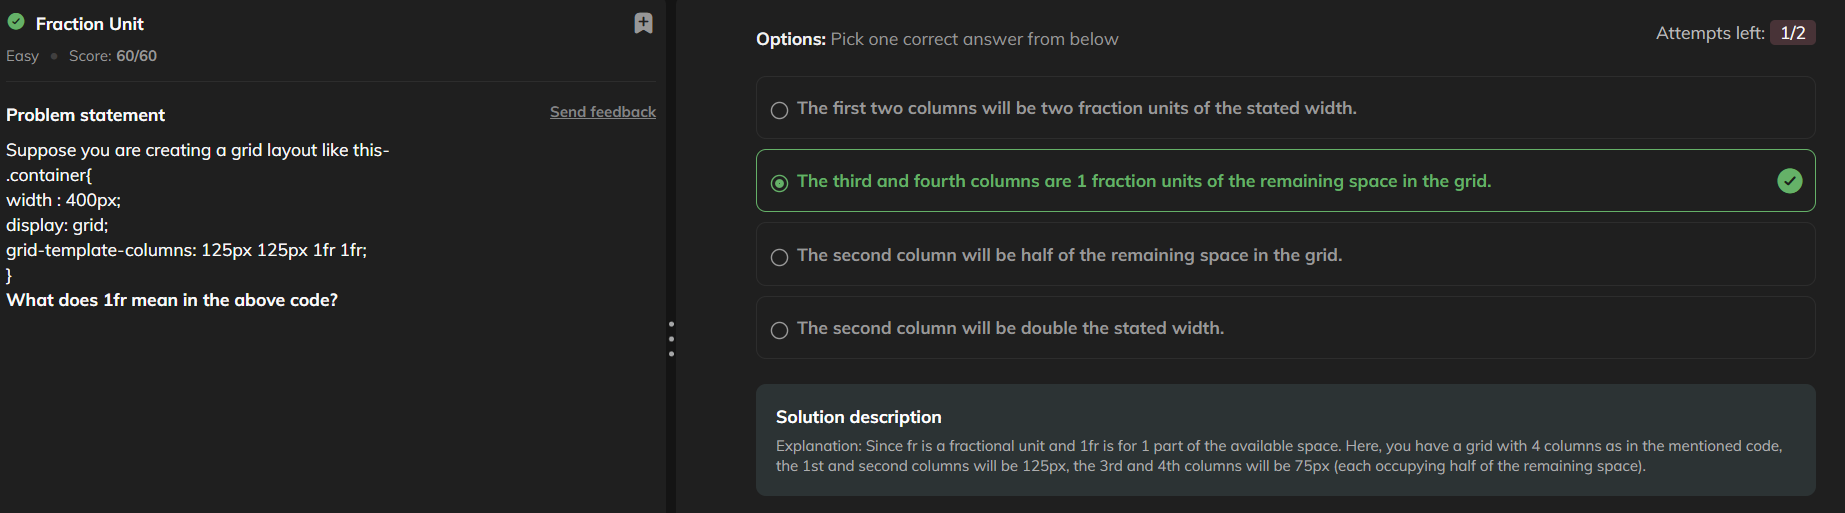 Fraction Unit
Easy • Score: 60/60
Problem statement
Send feedback
Suppose you are creating a grid layout like this-
.container{
width : 400px;
display: grid;
grid-template-columns: 125px 125px 1fr 1fr;
}
What does 1fr mean in the above code?
Options: Pick one correct answer from below
Attempts left: 1/2
The first two columns will be two fraction units of the stated width.
The third and fourth columns are 1 fraction units of the remaining space in the grid.
The second column will be half of the remaining space in the grid.
The second column will be double the stated width.
Solution description
Explanation: Since fr is a fractional unit and 1fr is for 1 part of the available space. Here, you have a grid with 4 columns as in the mentioned code,
the 1st and second columns will be 125px, the 3rd and 4th columns will be 75px (each occupying half of the remaining space).